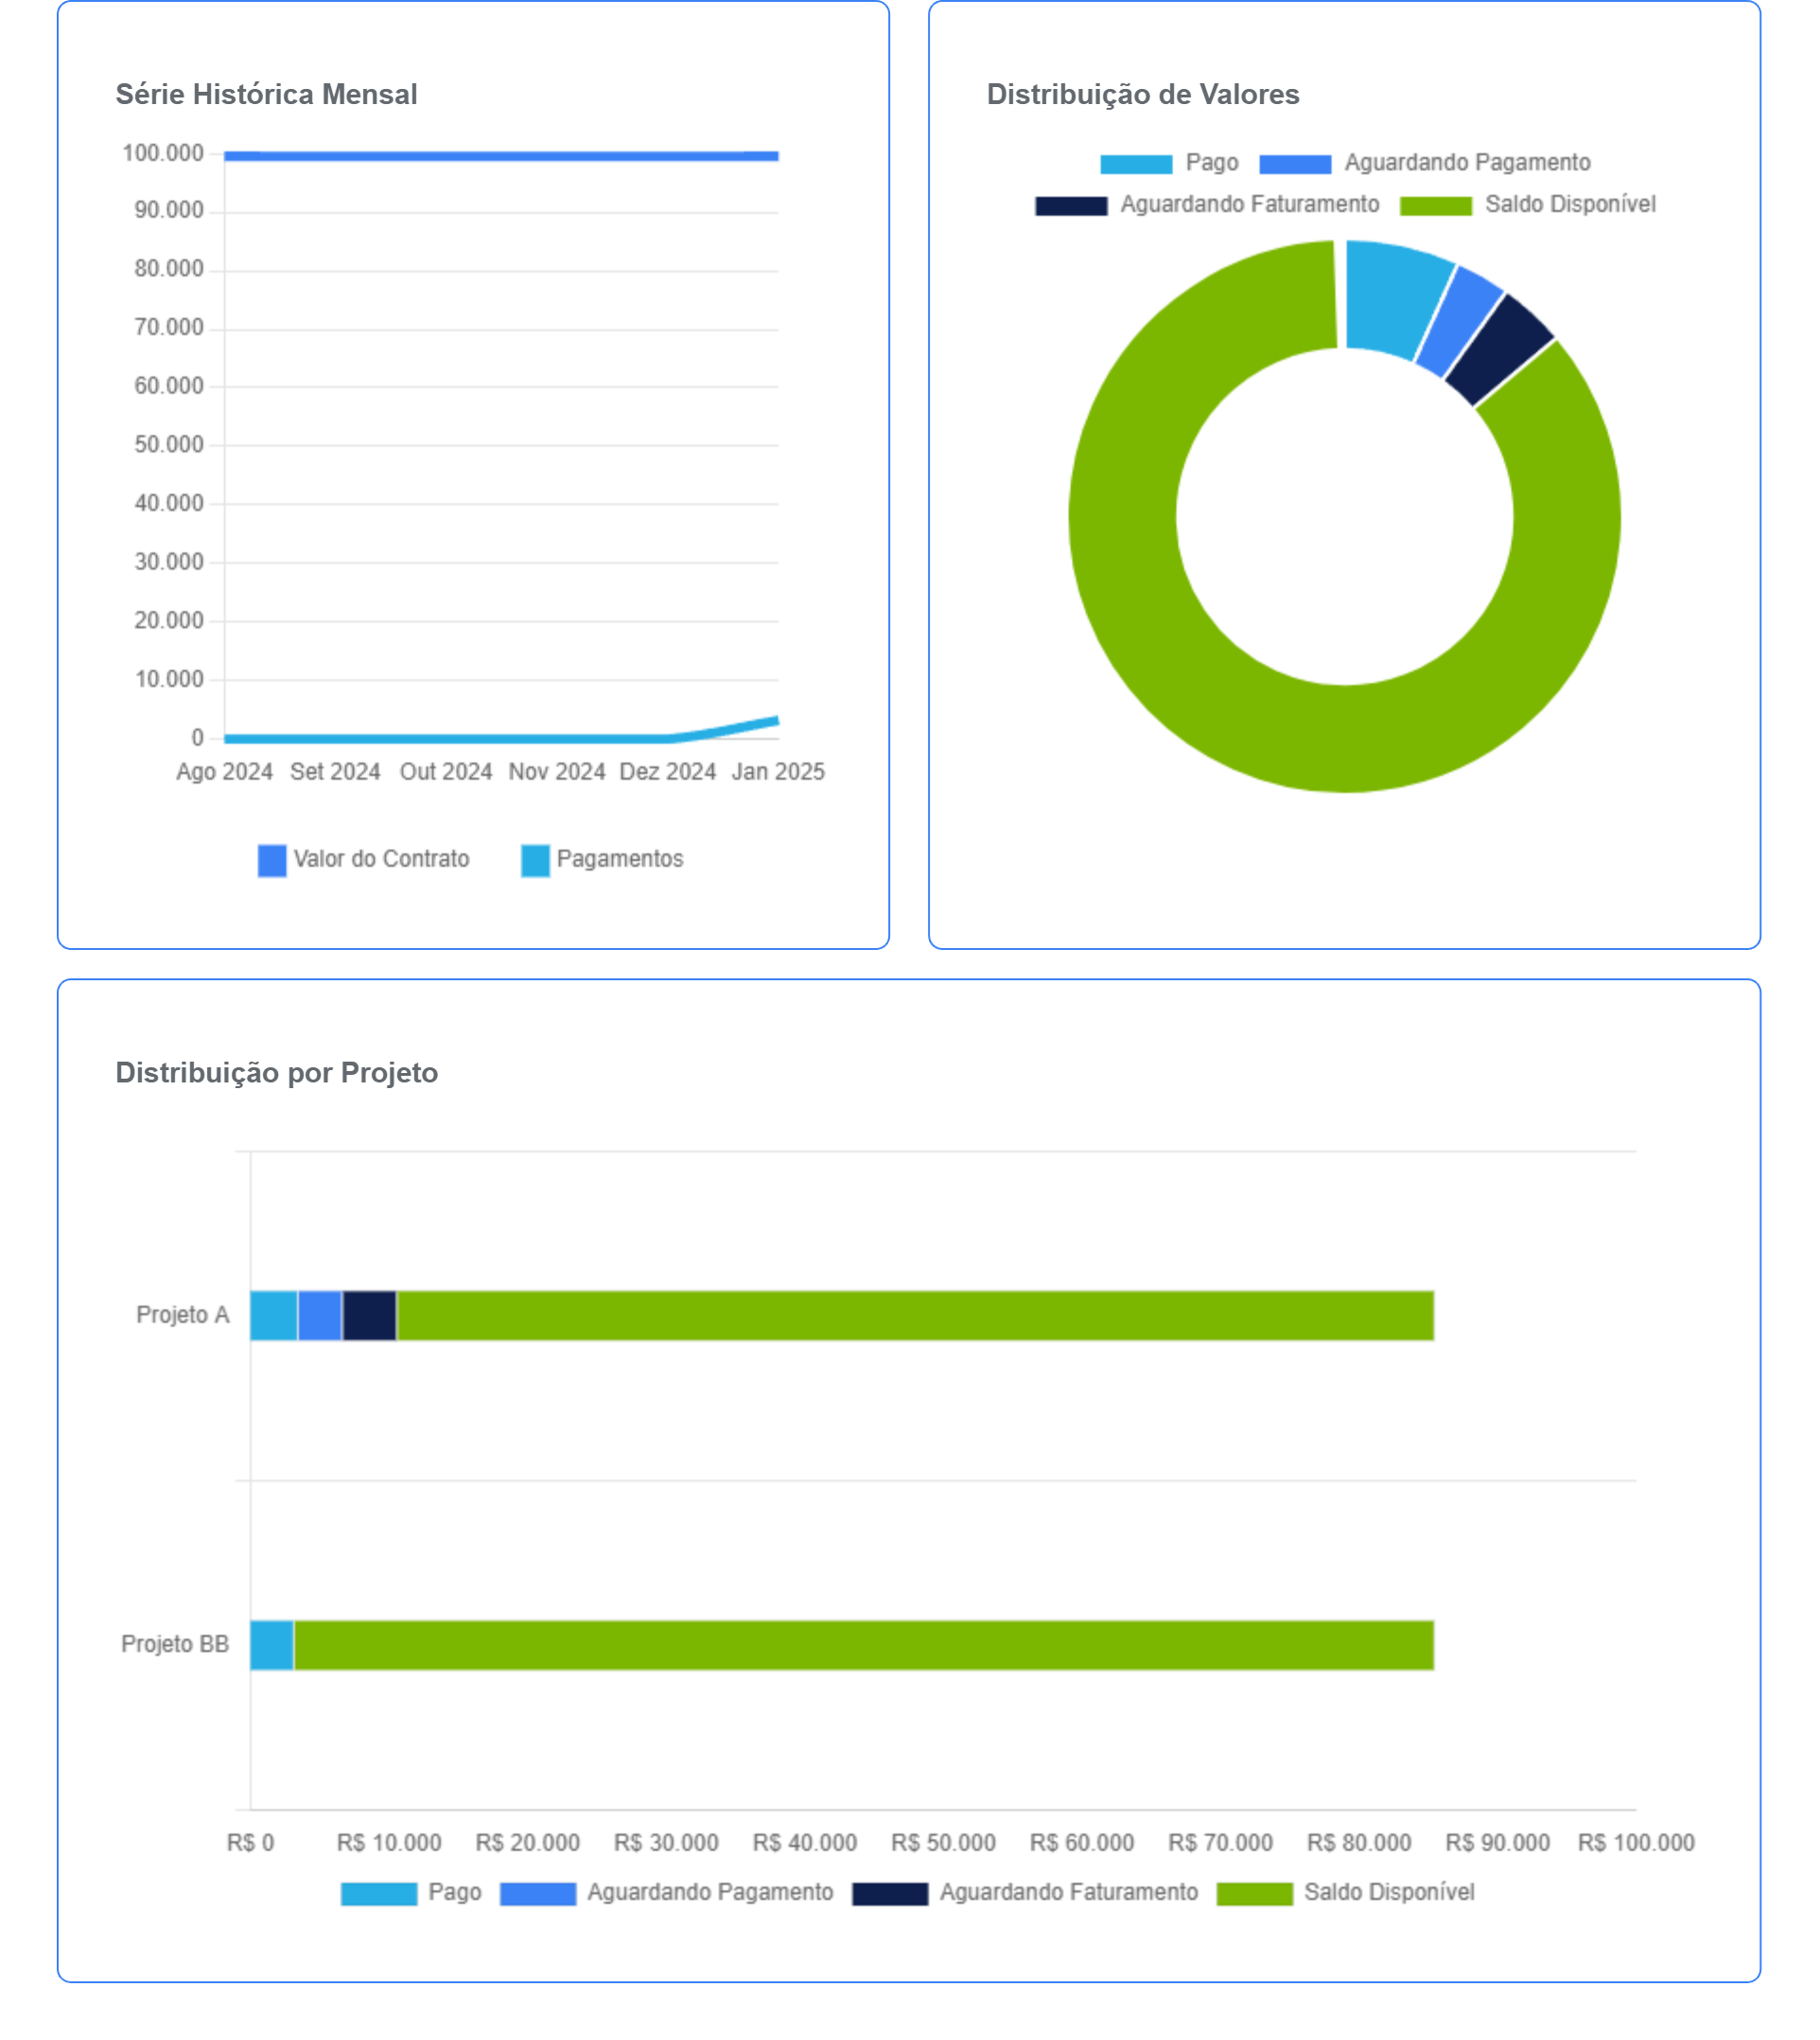 Série Histórica Mensal
100.000
90.000
80.000
70.000
60.000
50.000
40.000
30.000
20.000
10.000
0
Ago 2024 Set 2024 Out 2024 Nov 2024 Dez 2024 Jan 2025
Valor do Contrato Pagamentos
Distribuição de Valores
Pago Aguardando Pagamento
Aguardando Faturamento Saldo Disponível
Distribuição por Projeto
Projeto A
Projeto BB
R$ 0 R$ 10.000 R$ 20.000 R$ 30.000 R$ 40.000 R$ 50.000 R$ 60.000 R$ 70.000 R$ 80.000 R$ 90.000 R$ 100.000
Pago Aguardando Pagamento Aguardando Faturamento Saldo Disponível